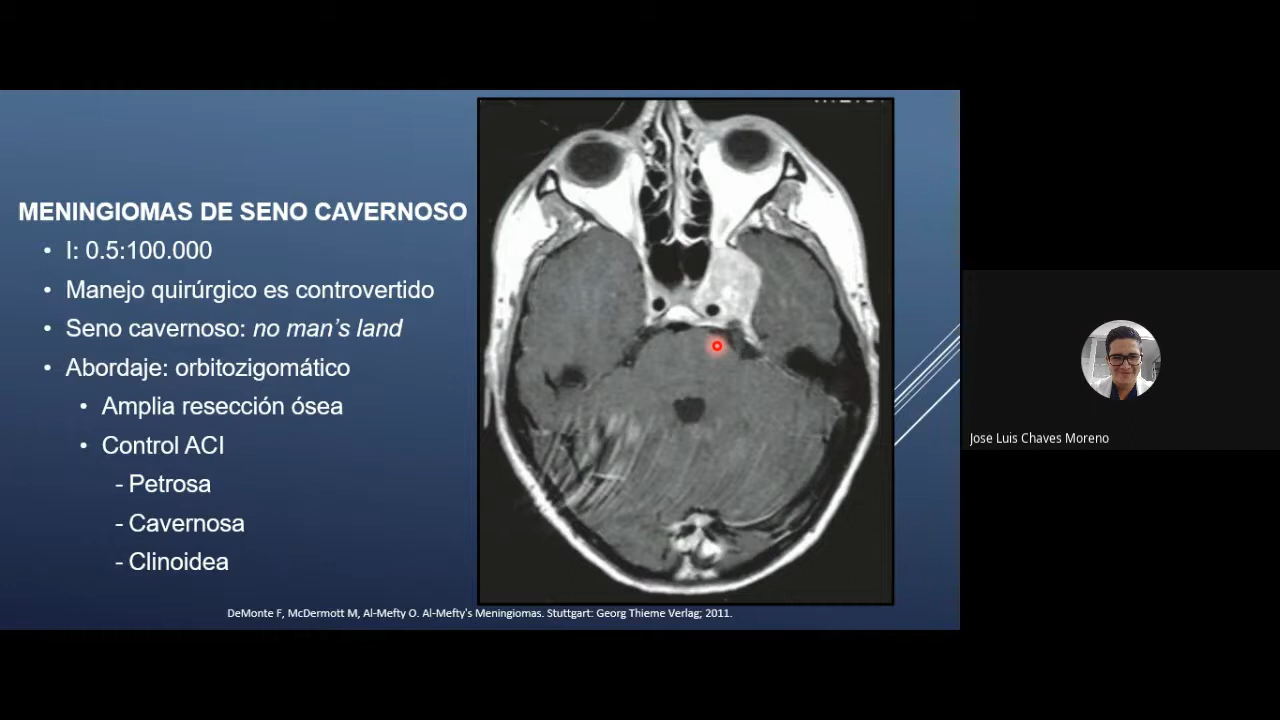 MENINGIOMAS DE SENO CAVERNOSO
• I: 0.5:100.000
• Manejo quirúrgico es controvertido
• Seno cavernoso: no man's land
• Abordaje: orbitozigomático
• Amplia resección ósea
• Control ACI
- Petrosa
- Cavernosa
- Clinoidea
DeMonte F, McDermott M, Al-Mefty O. Al-Mefty's Meningiomas. Stuttgart: Georg Thieme Verlag; 2011.
Jose Luis Chaves Moreno